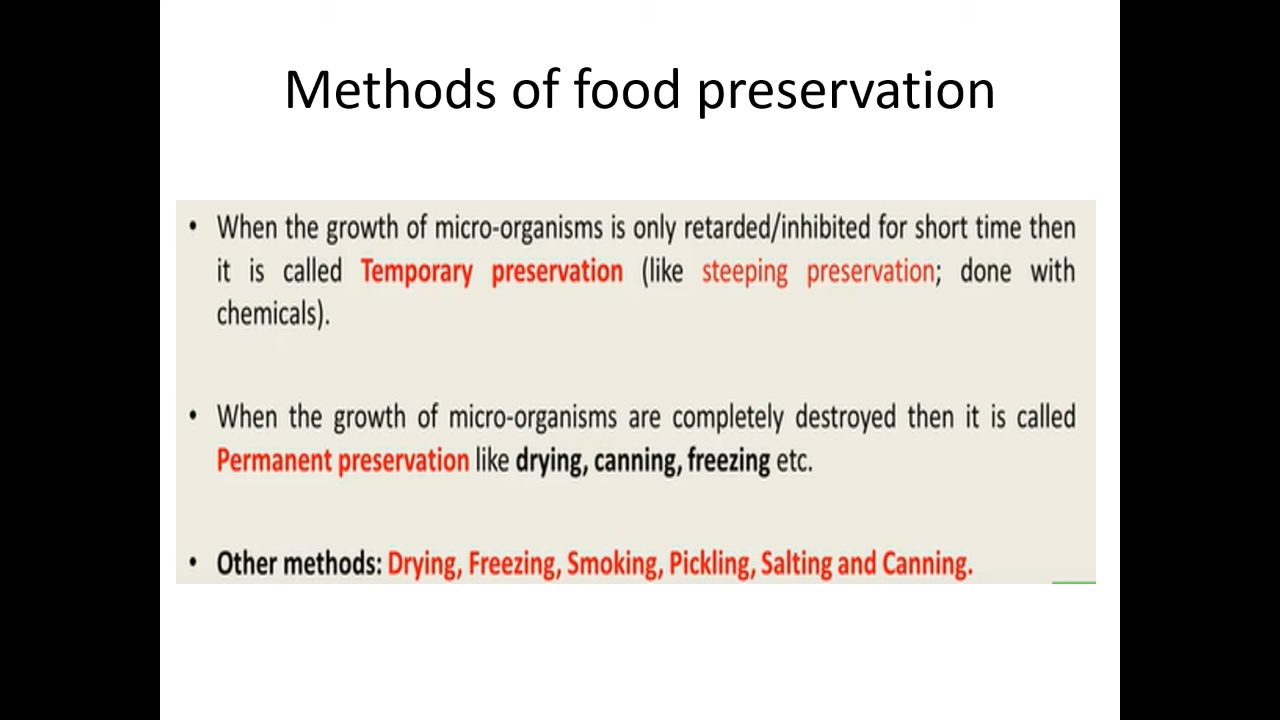 Methods of food preservation
• When the growth of micro-organisms is only retarded/inhibited for short time then
it is called Temporary preservation (like steeping preservation; done with
chemicals).
• When the growth of micro-organisms are completely destroyed then it is called
Permanent preservation like drying, canning, freezing etc.
• Other methods: Drying, Freezing, Smoking, Pickling, Salting and Canning.